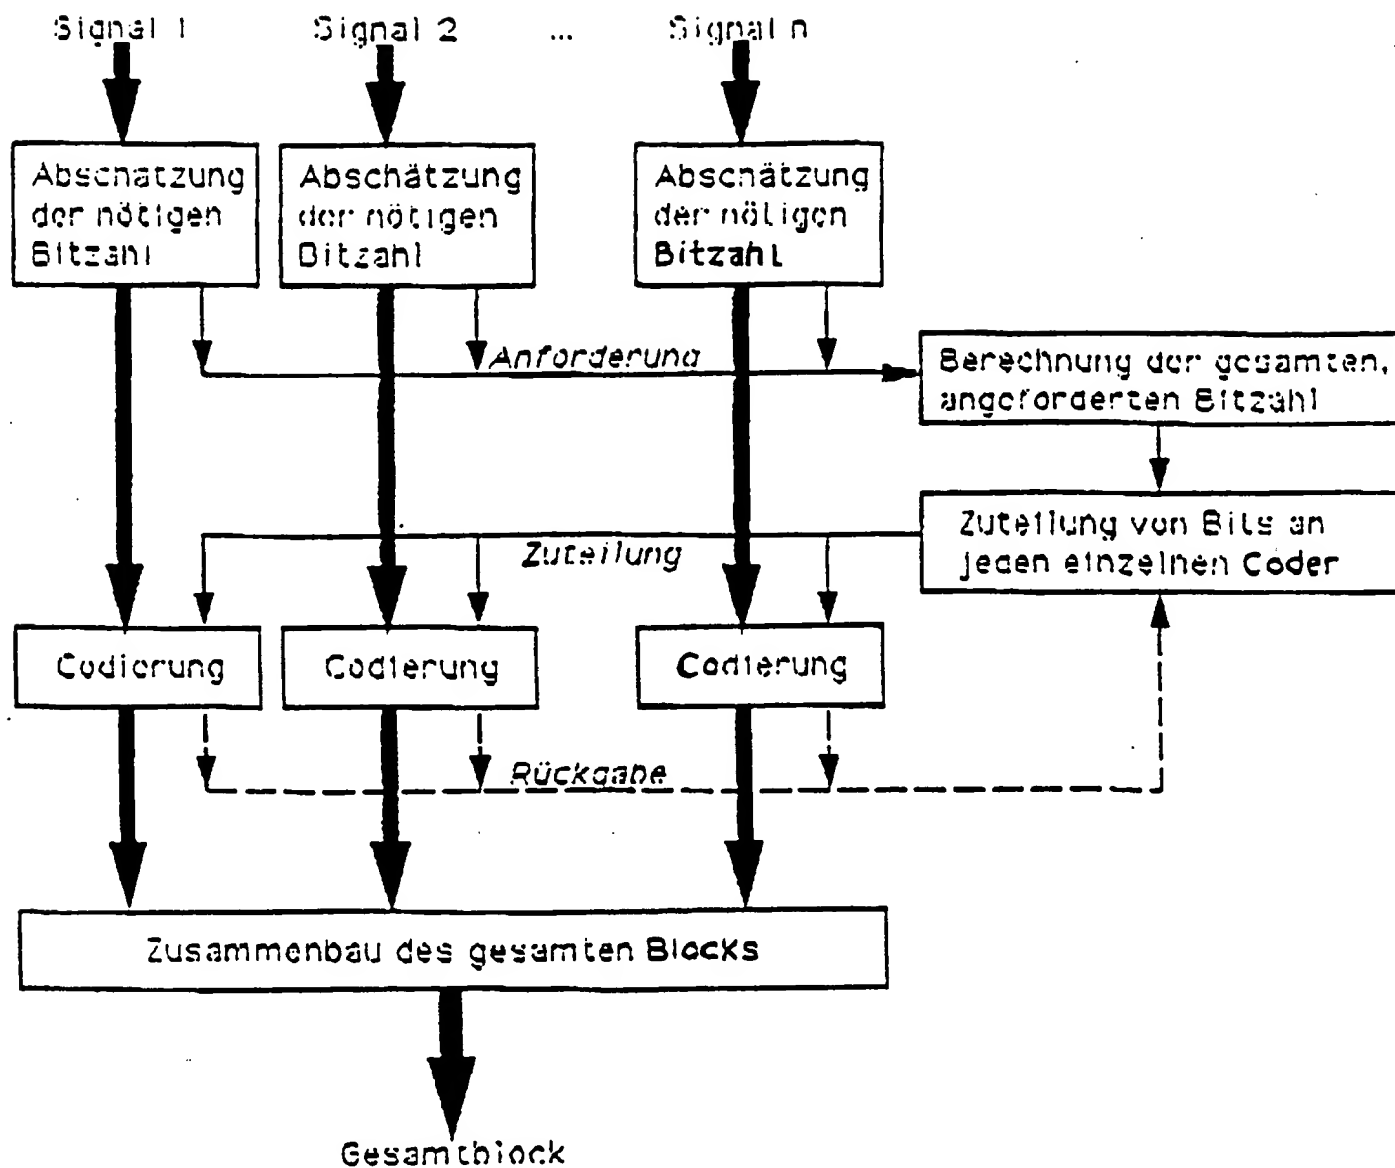 Signal 1 Signal 2 ... Signal n
Abschätzung
der nötigen
Bitzahl
Abschätzung
der nötigen
Bitzahl
Abschätzung
der nötigen
Bitzahl
Anforderung
Berechnung der gesamten,
angeforderten Bitzahl
Zuteilung von Bits an
jeden einzelnen Coder
Zuteilung
Codierung
Codierung
Codierung
Rückgabe
Zusammenbau des gesamten Blocks
Gesamtblock